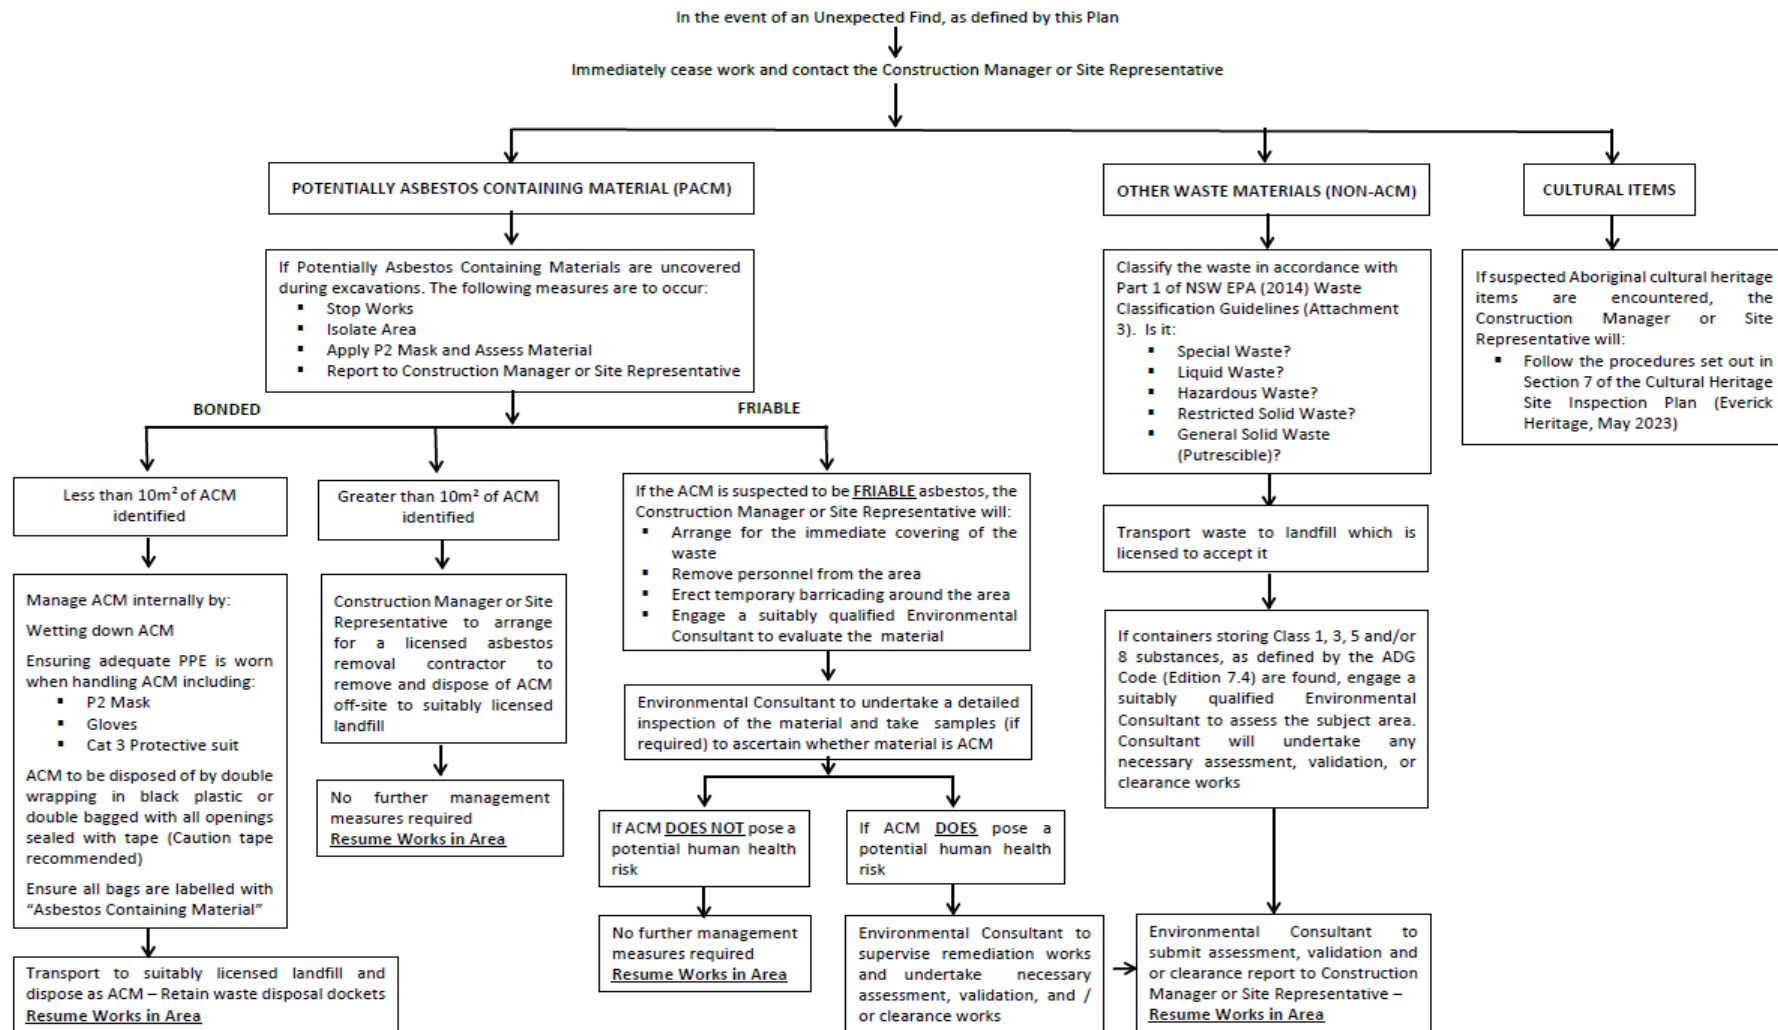 In the event of an Unexpected Find, as defined by this Plan
Immediately cease work and contact the Construction Manager or Site Representative
POTENTIALLY ASBESTOS CONTAINING MATERIAL (PACM)
If Potentially Asbestos Containing Materials are uncovered
during excavations. The following measures are to occur:
▪ Stop Works
▪ Isolate Area
▪ Apply P2 Mask and Assess Material
▪ Report to Construction Manager or Site Representative
BONDED
FRIABLE
Less than 10m² of ACM
identified
Manage ACM internally by:
Wetting down ACM
Ensuring adequate PPE is worn
when handling ACM including:
▪ P2 Mask
▪ Gloves
▪ Cat 3 Protective suit
ACM to be disposed of by double
wrapping in black plastic or
double bagged with all openings
sealed with tape (Caution tape
recommended)
Ensure all bags are labelled with
“Asbestos Containing Material”
Transport to suitably licensed landfill and
dispose as ACM – Retain waste disposal dockets
Resume Works in Area
Greater than 10m² of ACM
identified
Construction Manager or Site
Representative to arrange
for a licensed asbestos
removal contractor to
remove and dispose of ACM
off-site to suitably licensed
landfill
No further management
measures required
Resume Works in Area
If the ACM is suspected to be FRIABLE asbestos, the
Construction Manager or Site Representative will:
▪ Arrange for the immediate covering of the
waste
▪ Remove personnel from the area
▪ Erect temporary barricading around the area
▪ Engage a suitably qualified Environmental
Consultant to evaluate the material
Environmental Consultant to undertake a detailed
inspection of the material and take samples (if
required) to ascertain whether material is ACM
If ACM DOES NOT pose a
potential human health
risk
No further management
measures required
Resume Works in Area
If ACM DOES pose a
potential human health
risk
Environmental Consultant to
supervise remediation works
and undertake necessary
assessment, validation, and /
or clearance works
OTHER WASTE MATERIALS (NON-ACM)
Classify the waste in accordance with
Part 1 of NSW EPA (2014) Waste
Classification Guidelines (Attachment
3). Is it:
▪ Special Waste?
▪ Liquid Waste?
▪ Hazardous Waste?
▪ Restricted Solid Waste?
▪ General Solid Waste
(Putrescible)?
Transport waste to landfill which is
licensed to accept it
If containers storing Class 1, 3, 5 and/or
8 substances, as defined by the ADG
Code (Edition 7.4) are found, engage a
suitably qualified Environmental
Consultant to assess the subject area.
Consultant will undertake any
necessary assessment, validation, or
clearance works
Environmental Consultant to
submit assessment, validation and
or clearance report to Construction
Manager or Site Representative –
Resume Works in Area
CULTURAL ITEMS
If suspected Aboriginal cultural heritage
items are encountered, the
Construction Manager or Site
Representative will:
▪ Follow the procedures set out in
Section 7 of the Cultural Heritage
Site Inspection Plan (Everick
Heritage, May 2023)